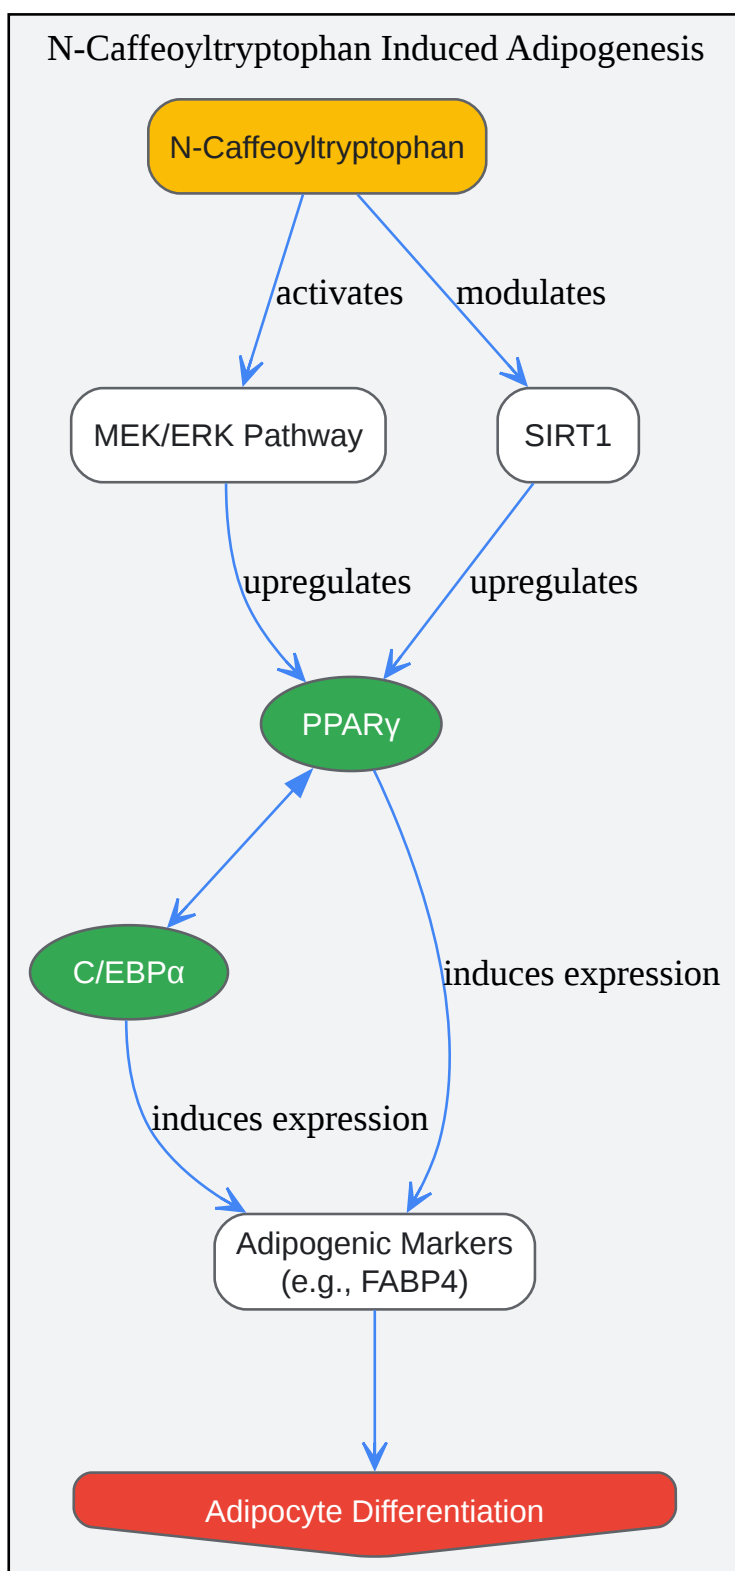 N-Caffeoyltryptophan Induced Adipogenesis
N-Caffeoyltryptophan
activates
modulates
MEK/ERK Pathway
SIRT1
upregulates
upregulates
PPARγ
C/EBPα
induces expression
induces expression
Adipogenic Markers
(e.g., FABP4)
Adipocyte Differentiation